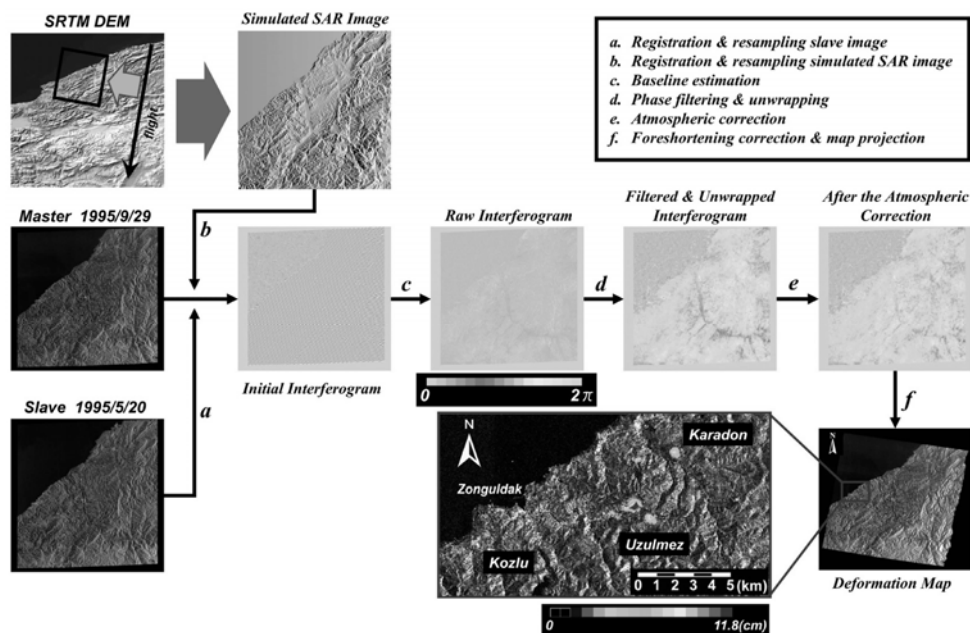 SRTM DEM
Simulated SAR Image
flight
a. Registration & resampling slave image
b. Registration & resampling simulated SAR image
c. Baseline estimation
d. Phase filtering & unwrapping
e. Atmospheric correction
f. Foreshortening correction & map projection
Master 1995/9/29
b
Raw Interferogram
Filtered & Unwrapped
Interferogram
After the Atmospheric
Correction
c
d
e
Initial Interferogram
0
2π
Slave 1995/5/20
a
f
N
Karadon
Zonguldak
Kozlu
Uzulmez
0 1 2 3 4 5(km)
N
Deformation Map
0
11.8(cm)